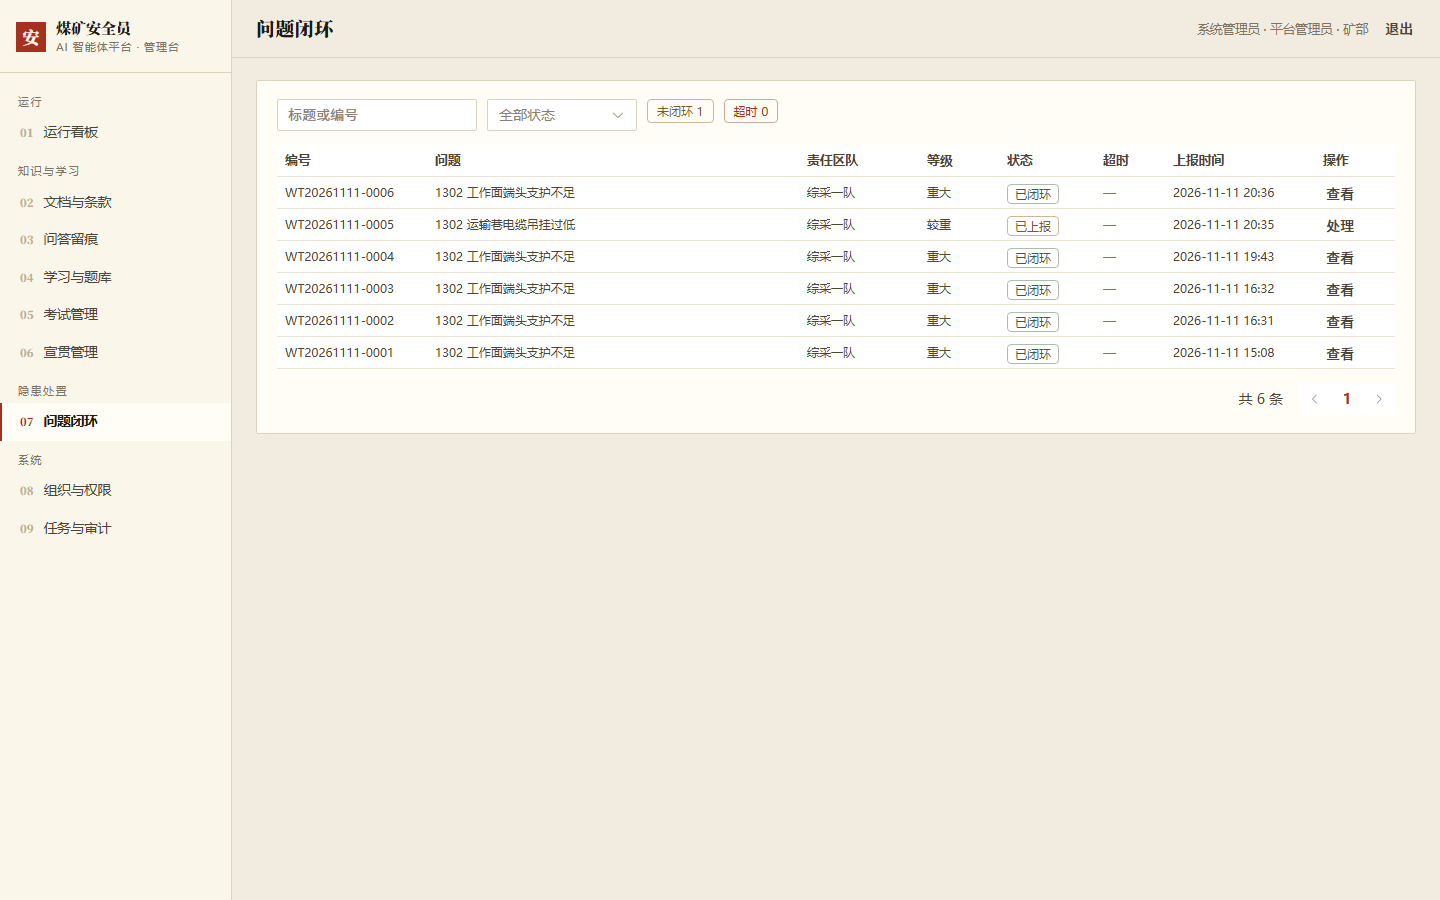 安
煤矿安全员
AI 智能体平台 · 管理台
运行
01 运行看板
知识与学习
02 文档与条款
03 问答留痕
04 学习与题库
05 考试管理
06 宣贯管理
隐患处置
07 问题闭环
系统
08 组织与权限
09 任务与审计
问题闭环
系统管理员 · 平台管理员 · 矿部 退出
标题或编号 全部状态 未闭环 1 超时 0
编号 问题 责任区队 等级 状态 超时 上报时间 操作
WT20261111-0006 1302 工作面端头支护不足 综采一队 重大 已闭环 — 2026-11-11 20:36 查看
WT20261111-0005 1302 运输巷电缆吊挂过低 综采一队 较重 已上报 — 2026-11-11 20:35 处理
WT20261111-0004 1302 工作面端头支护不足 综采一队 重大 已闭环 — 2026-11-11 19:43 查看
WT20261111-0003 1302 工作面端头支护不足 综采一队 重大 已闭环 — 2026-11-11 16:32 查看
WT20261111-0002 1302 工作面端头支护不足 综采一队 重大 已闭环 — 2026-11-11 16:31 查看
WT20261111-0001 1302 工作面端头支护不足 综采一队 重大 已闭环 — 2026-11-11 15:08 查看
共 6 条 1